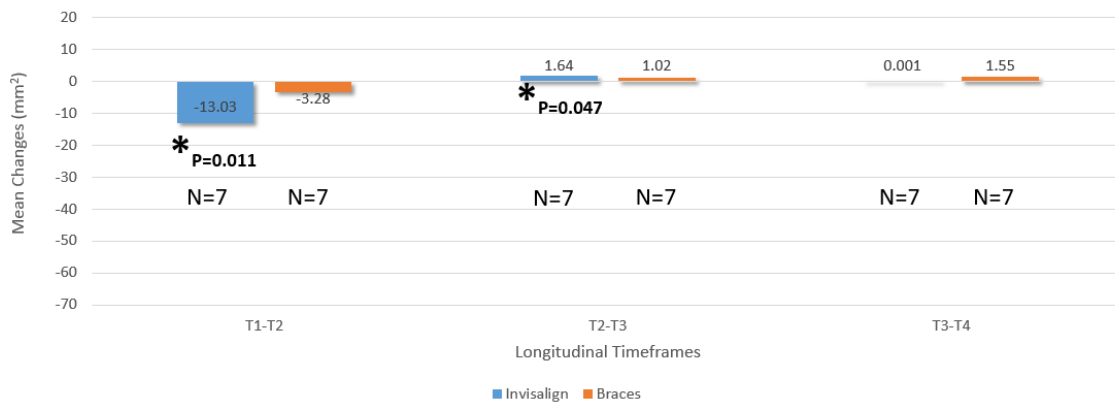 20
10
0
-10
-20
-30
-40
-50
-60
-70
Mean Changes (mm²)
-13.03
-3.28
1.64
1.02
0.001
1.55
* P=0.011
* P=0.047
N=7 N=7 N=7 N=7 N=7 N=7
T1-T2 T2-T3 T3-T4
Longitudinal Timeframes
Invisalign Braces